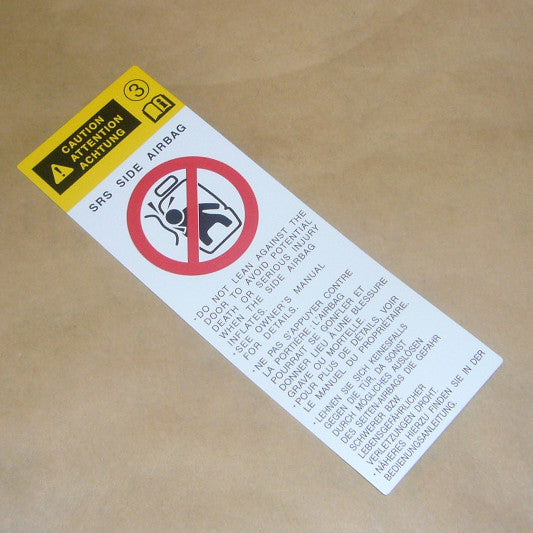 CAUTION
ATTENTION
ACHTUNG
3
SRS SIDE AIRBAG
·DO NOT LEAN AGAINST THE
DOOR TO AVOID POTENTIAL
DEATH OR SERIOUS INJURY
WHEN THE SIDE AIRBAG
INFLATES.
·SEE OWNER'S MANUAL
FOR DETAILS.
·NE PAS S'APPUYER CONTRE
LA PORTIÈRE; L'AIRBAG
POURRAIT SE GONFLER ET
DONNER LIEU À UNE BLESSURE
GRAVE OU MORTELLE.
·POUR PLUS DE DETAILS, VOIR
LE MANUEL DU PROPRIÉTAIRE.
·LEHNEN SIE SICH KEINESFALLS
GEGEN DIE TÜR, DA SONST
DURCH MÖGLICHES AUSLÖSEN
DES SEITEN-AIRBAGS DIE GEFAHR
SCHWERER BZW.
LEBENSGEFÄHRLICHER
VERLETZUNGEN DROHT.
·NÄHERES HIERZU FINDEN SIE IN DER
BEDIENUNGSANLEITUNG.